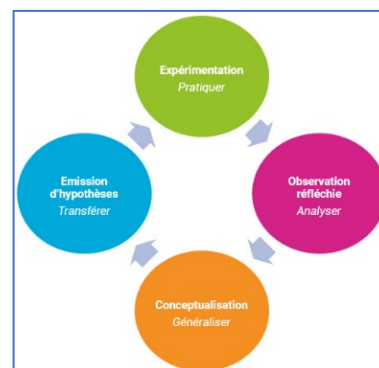 Expérimentation
Pratiquer
Emission
d'hypothèses
Transférer
Observation
réfléchie
Analyser
Conceptualisation
Généraliser